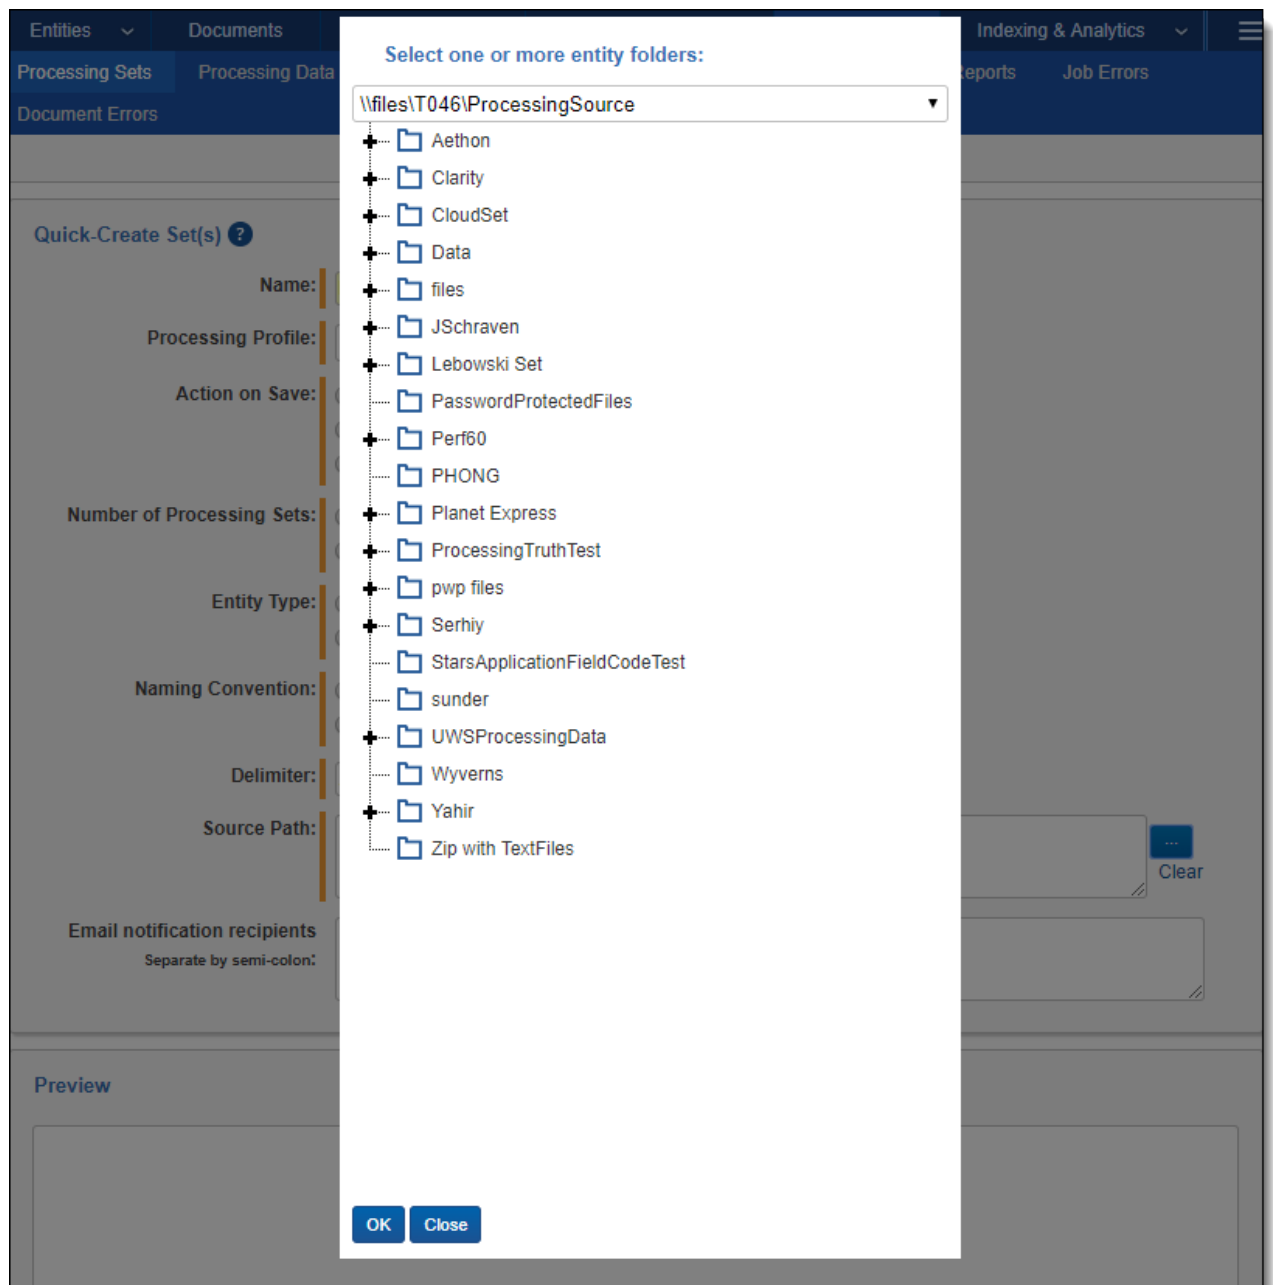 Entities Documents Indexing & Analytics
Processing Sets Processing Data Reports Job Errors
Document Errors
Select one or more entity folders:
\\files\T046\ProcessingSource
Aethon
Clarity
CloudSet
Data
files
JSchraven
Lebowski Set
PasswordProtectedFiles
Perf60
PHONG
Planet Express
ProcessingTruthTest
pwp files
Serhiy
StarsApplicationFieldCodeTest
sunder
UWSProcessingData
Wyverns
Yahir
Zip with TextFiles
OK Close
Quick-Create Set(s) ?
Name:
Processing Profile:
Action on Save:
Number of Processing Sets:
Entity Type:
Naming Convention:
Delimiter:
Source Path:
...
Clear
Email notification recipients
Separate by semi-colon:
Preview